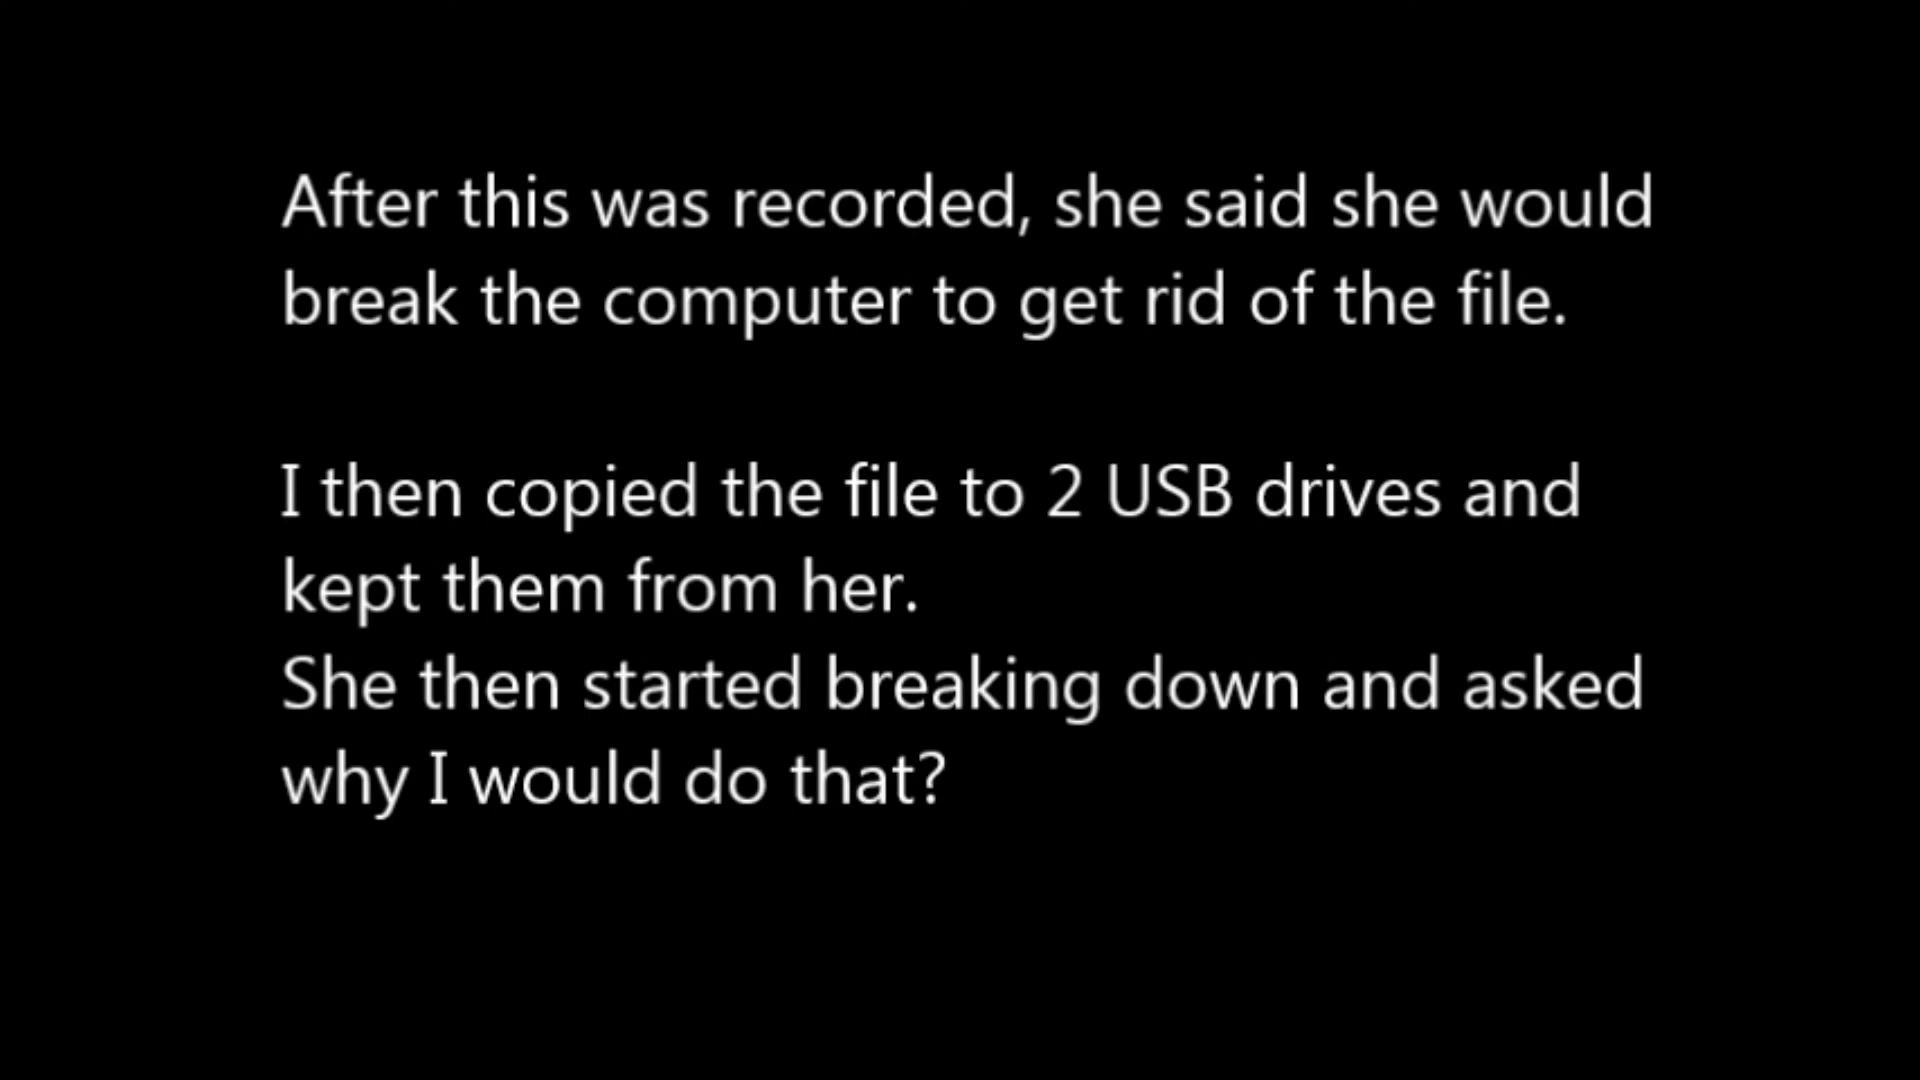 After this was recorded, she said she would
break the computer to get rid of the file.
I then copied the file to 2 USB drives and
kept them from her.
She then started breaking down and asked
why I would do that?